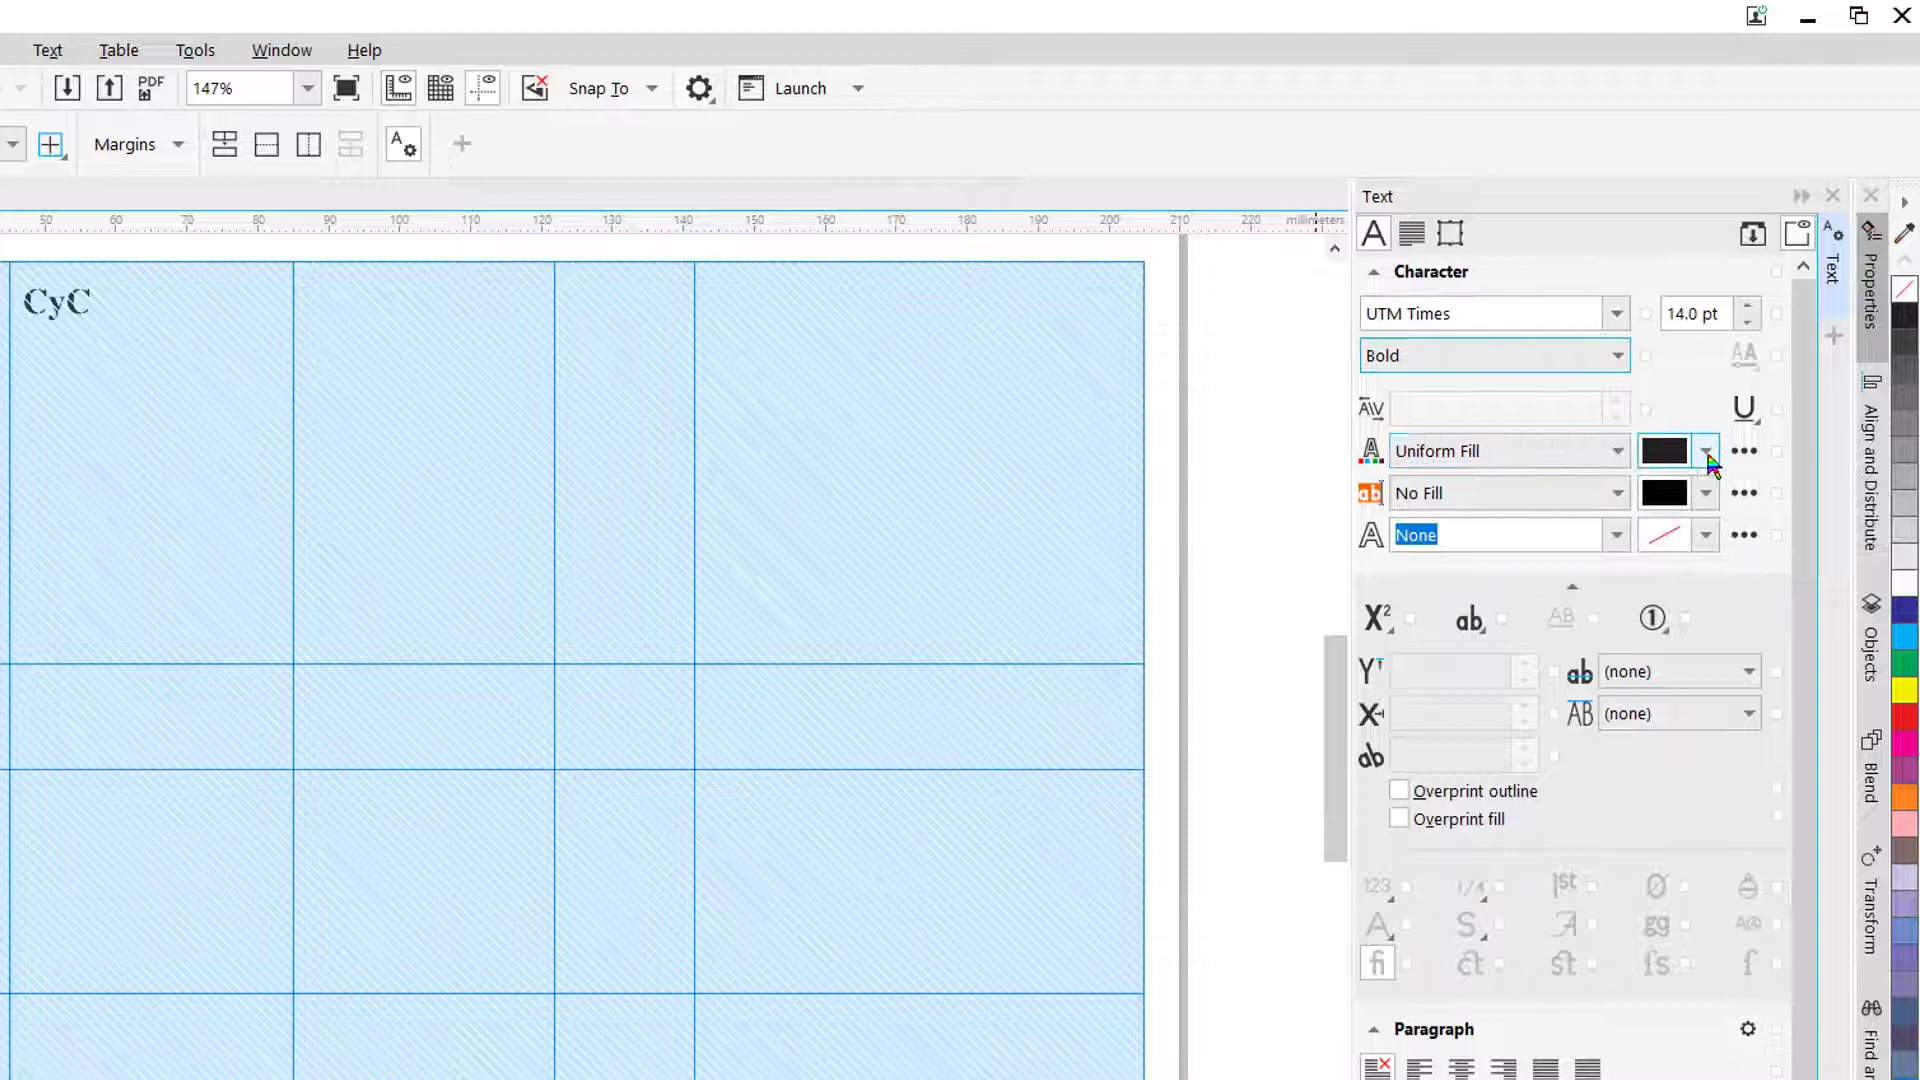 Text Table Tools Window Help
PDF 147% Snap To Launch
Margins
Text
50 60 70 80 90 100 110 120 130 140 150 160 170 180 190 200 210 220 millimeters
CyC
Character
UTM Times 14.0 pt
Bold
Uniform Fill
No Fill
None
(none)
(none)
Overprint outline
Overprint fill
Paragraph
Text
Properties
Align and Distribute
Objects
Blend
Transform